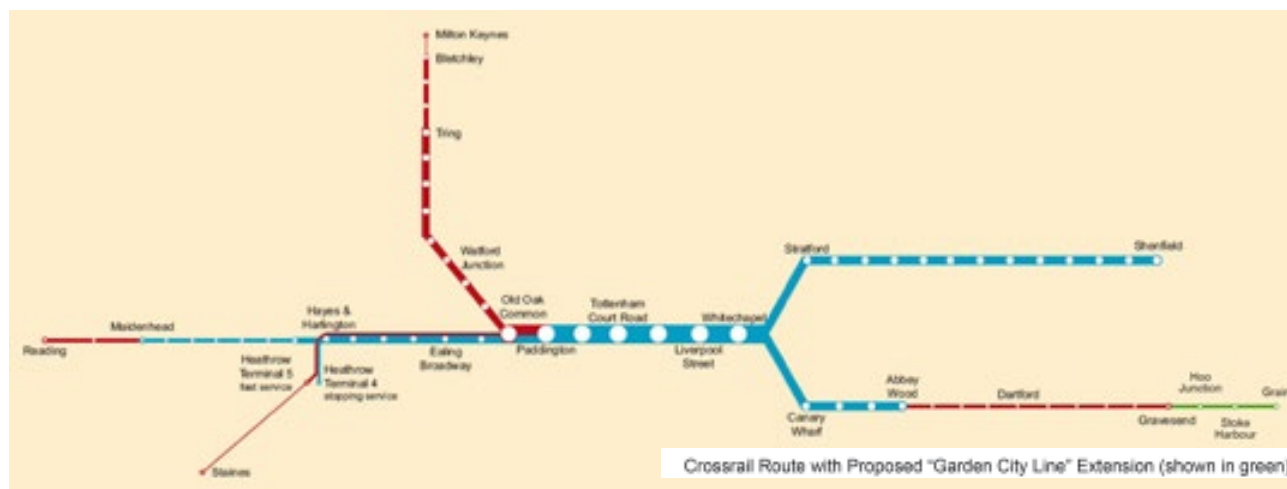 Milton Keynes
Bletchley
Tring
Watford
Junction
Old Oak
Common
Paddington
Tottenham
Court Road
Liverpool
Street
Whitechapel
Stratford
Shenfield
Hayes &
Harlington
Maidenhead
Reading
Heathrow
Terminal 5
fast service
Heathrow
Terminal 4
stopping service
Ealing
Broadway
Staines
Canary
Wharf
Abbey
Wood
Dartford
Gravesend
Hoo
Junction
Stoke
Harbour
Grain
Crossrail Route with Proposed "Garden City Line" Extension (shown in green)